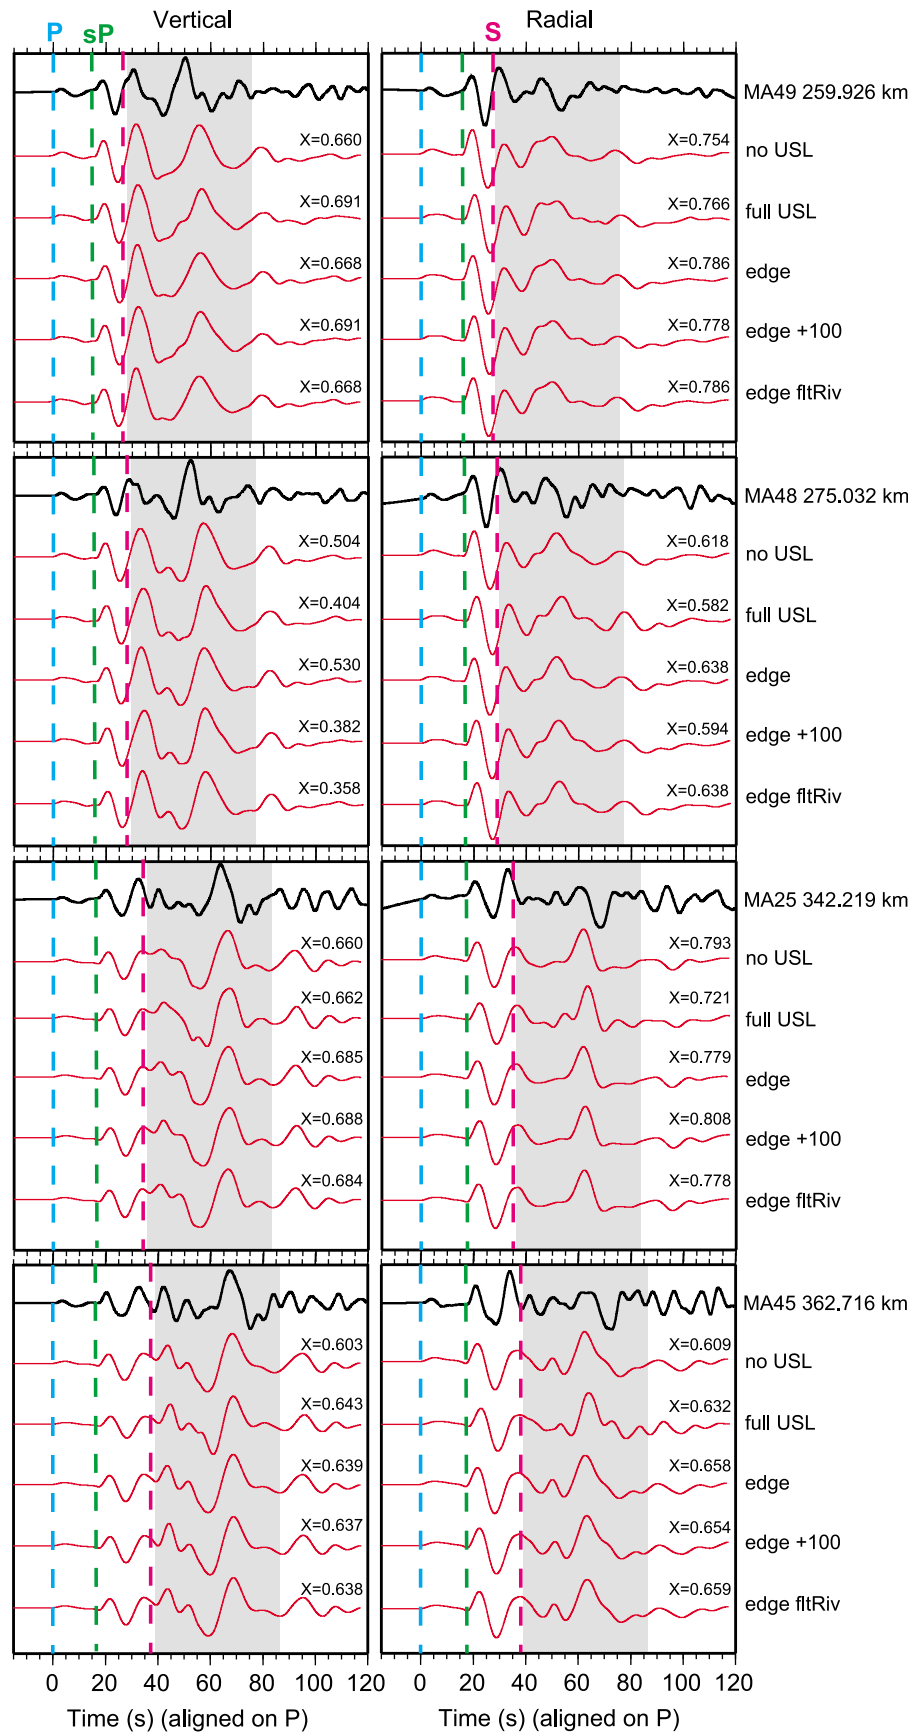 Vertical Radial
P sP S
MA49 259.926 km
X=0.660 X=0.754 no USL
X=0.691 X=0.766 full USL
X=0.668 X=0.786 edge
X=0.691 X=0.778 edge +100
X=0.668 X=0.786 edge fltRiv
MA48 275.032 km
X=0.504 X=0.618 no USL
X=0.404 X=0.582 full USL
X=0.530 X=0.638 edge
X=0.382 X=0.594 edge +100
X=0.358 X=0.638 edge fltRiv
MA25 342.219 km
X=0.660 X=0.793 no USL
X=0.662 X=0.721 full USL
X=0.685 X=0.779 edge
X=0.688 X=0.808 edge +100
X=0.684 X=0.778 edge fltRiv
MA45 362.716 km
X=0.603 X=0.609 no USL
X=0.643 X=0.632 full USL
X=0.639 X=0.658 edge
X=0.637 X=0.654 edge +100
X=0.638 X=0.659 edge fltRiv
0 20 40 60 80 100 120 0 20 40 60 80 100 120
Time (s) (aligned on P) Time (s) (aligned on P)